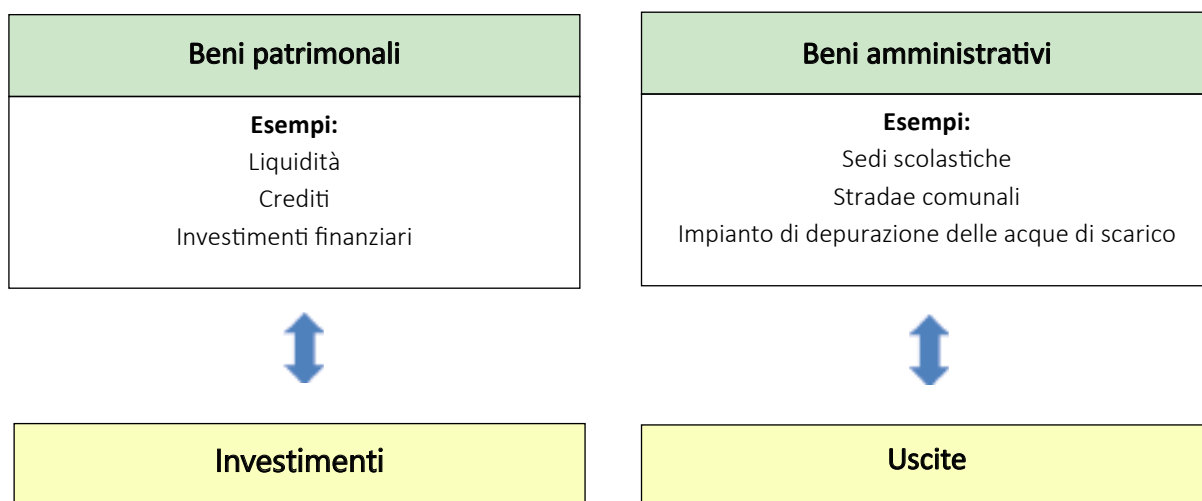 Beni patrimonali
Esempi:
Liquidità
Crediti
Investimenti finanziari
Investimenti
Beni amministrativi
Esempi:
Sedi scolastiche
Stradae comunali
Impianto di depurazione delle acque di scarico
Uscite